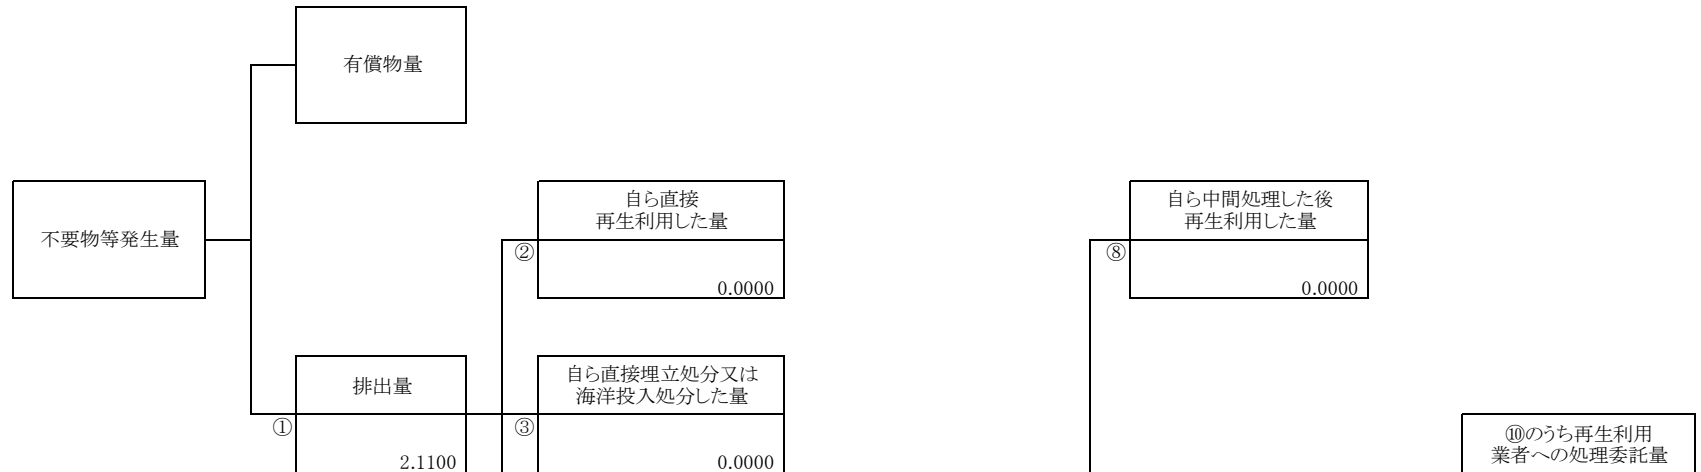 有償物量
不要物等発生量
自ら直接
再生利用した量
②
0.0000
自ら中間処理した後
再生利用した量
⑧
0.0000
排出量
①
2.1100
自ら直接埋立処分又は
海洋投入処分した量
③
0.0000
⑩のうち再生利用
業者への処理委託量